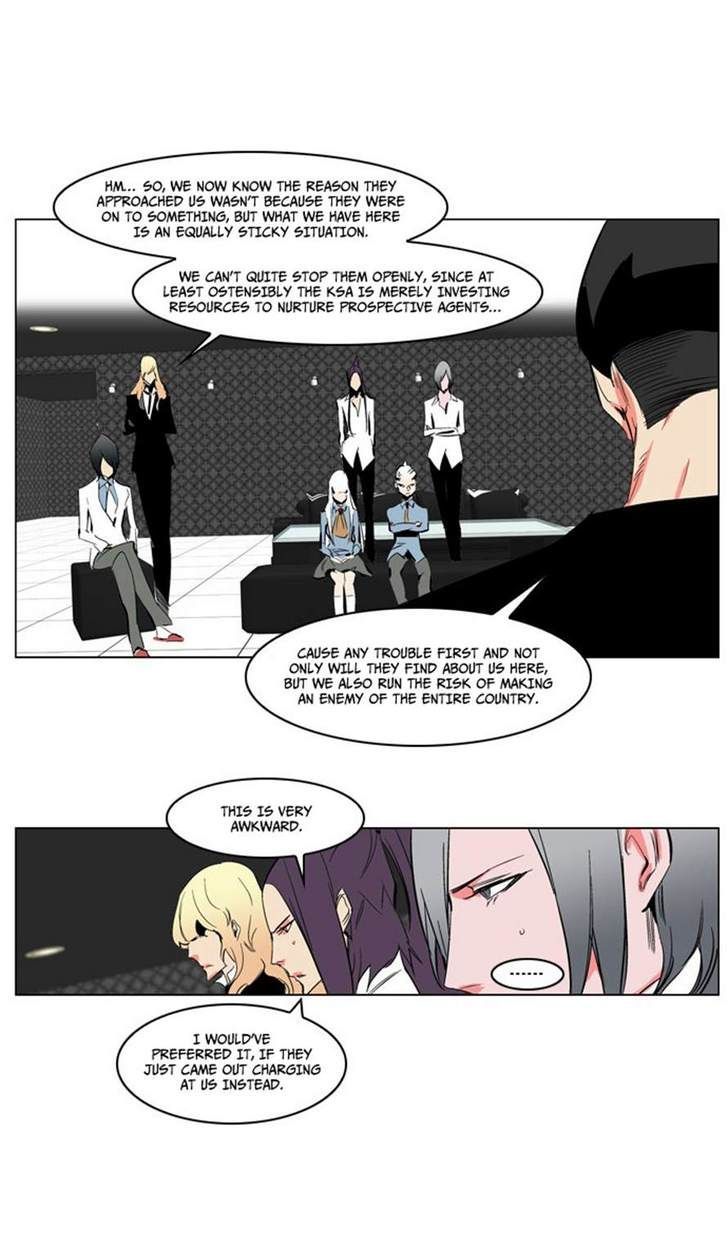 HM... SO, WE NOW KNOW THE REASON THEY
APPROACHED US WASN'T BECAUSE THEY WERE
ON TO SOMETHING, BUT WHAT WE HAVE HERE
IS AN EQUALLY STICKY SITUATION.
WE CAN'T QUITE STOP THEM OPENLY, SINCE AT
LEAST OSTENSIBLY THE KSA IS MERELY INVESTING
RESOURCES TO NURTURE PROSPECTIVE AGENTS...
CAUSE ANY TROUBLE FIRST AND NOT
ONLY WILL THEY FIND ABOUT US HERE,
BUT WE ALSO RUN THE RISK OF MAKING
AN ENEMY OF THE ENTIRE COUNTRY.
THIS IS VERY
AWKWARD.
------
I WOULD'VE
PREFERRED IT, IF THEY
JUST CAME OUT CHARGING
AT US INSTEAD.